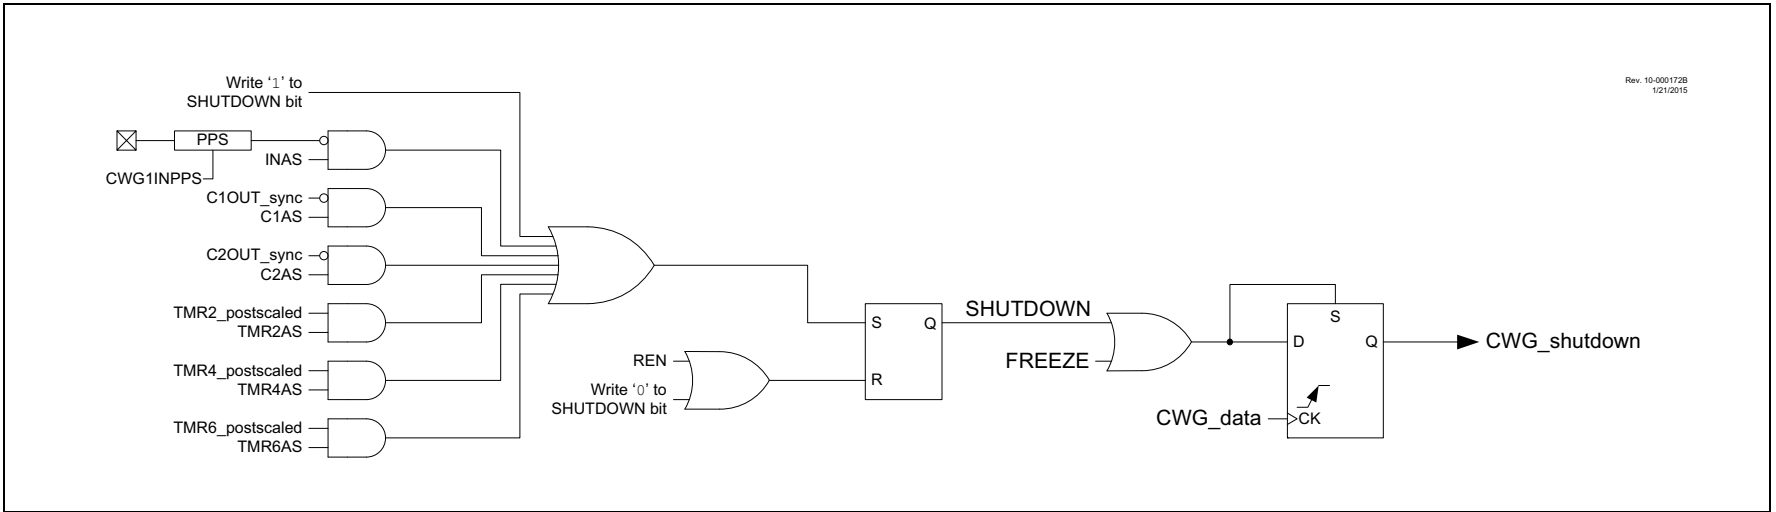 Rev. 10-000172B
1/21/2015
Write ‘1’ to
SHUTDOWN bit
PPS
INAS
CWG1INPPS
C1OUT_sync
C1AS
C2OUT_sync
C2AS
TMR2_postscaled
TMR2AS
TMR4_postscaled
TMR4AS
TMR6_postscaled
TMR6AS
REN
Write ‘0’ to
SHUTDOWN bit
S
Q
R
SHUTDOWN
FREEZE
S
D
Q
CWG_data
CK
CWG_shutdown